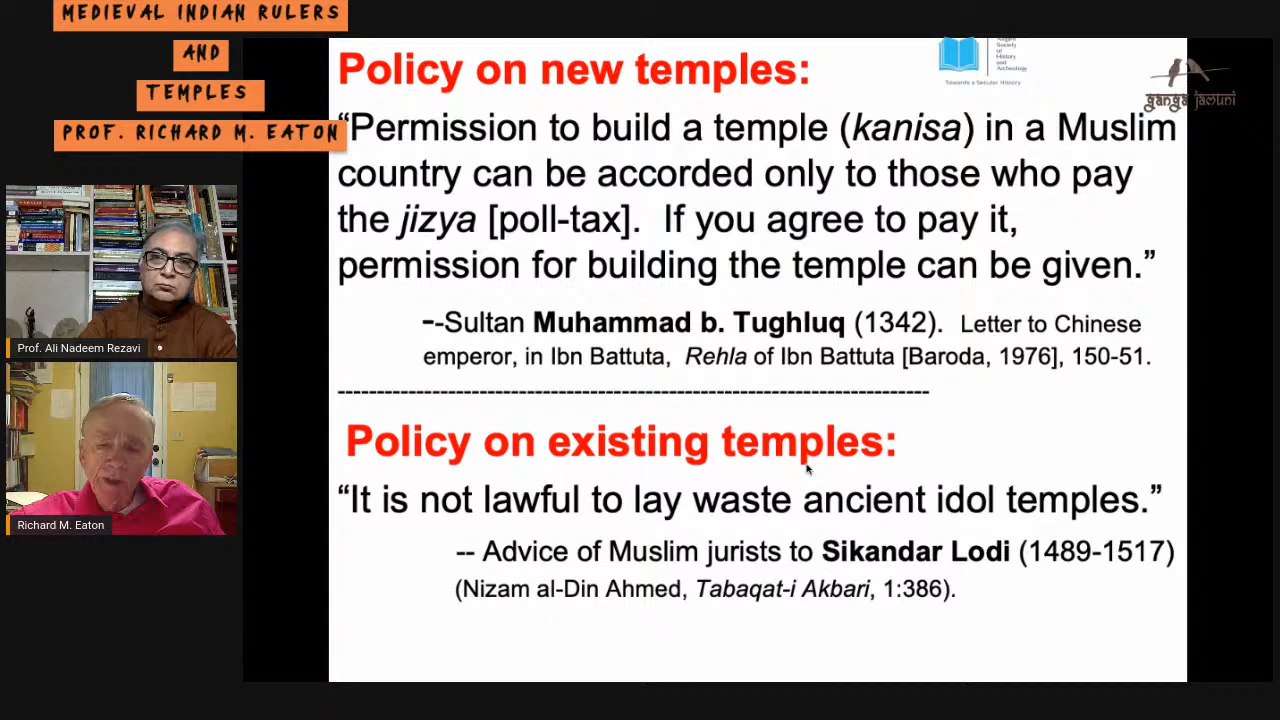 MEDIEVAL INDIAN RULERS
AND
TEMPLES
PROF. RICHARD M. EATON
Policy on new temples:
Society
of
History
and
Archeology
Towards a Secular History
ganga jamuni
“Permission to build a temple (kanisa) in a Muslim
country can be accorded only to those who pay
the jizya [poll-tax].  If you agree to pay it,
permission for building the temple can be given.”
--Sultan Muhammad b. Tughluq (1342).  Letter to Chinese
emperor, in Ibn Battuta,  Rehla of Ibn Battuta [Baroda, 1976], 150-51.
-----------------------------------------------------------------------
Policy on existing temples:
“It is not lawful to lay waste ancient idol temples.”
-- Advice of Muslim jurists to Sikandar Lodi (1489-1517)
(Nizam al-Din Ahmed, Tabaqat-i Akbari, 1:386).
Prof. Ali Nadeem Rezavi
Richard M. Eaton